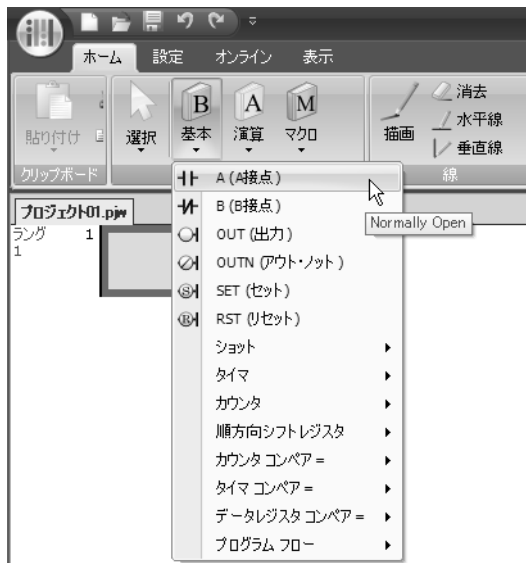 ホーム 設定 オンライン 表示
B A M
貼り付け 選択 基本 演算 マクロ 描画
消去
水平線
垂直線
クリップボード 線
A (A接点)
プロジェクト01.pjw
B (B接点)
Normally Open
ラング 1
1
OUT (出力)
OUTN (アウト・ノット)
S SET (セット)
R RST (リセット)
ショット
タイマ
カウンタ
順方向シフトレジスタ
カウンタ コンペア =
タイマ コンペア =
データレジスタ コンペア =
プログラム フロー